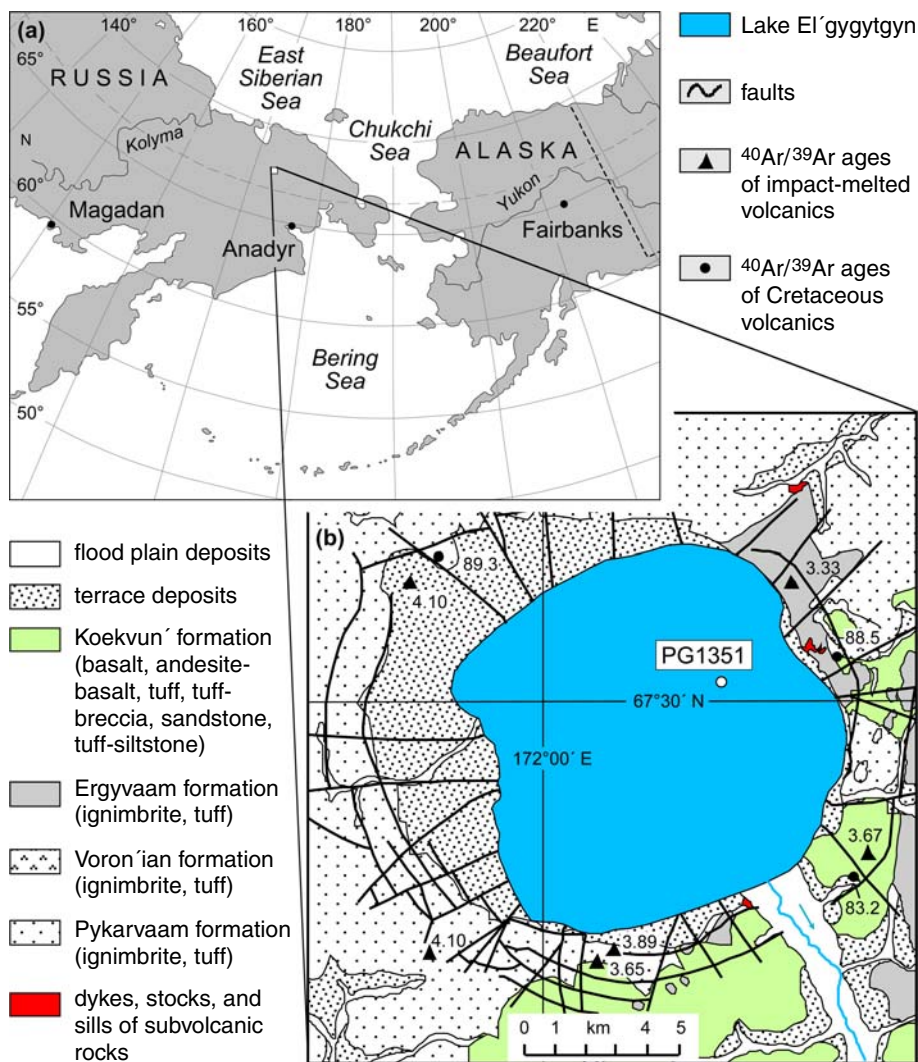 (a)
140°
160°
180°
200°
220°
E
65°
N
60°
55°
50°
RUSSIA
East
Siberian
Sea
Beaufort
Sea
Chukchi
Sea
ALASKA
Kolyma
Yukon
Magadan
Anadyr
Fairbanks
Bering
Sea
Lake El´gygytgyn
faults
40Ar/39Ar ages
of impact-melted
volcanics
40Ar/39Ar ages
of Cretaceous
volcanics
flood plain deposits
terrace deposits
Koekvun´ formation
(basalt, andesite-
basalt, tuff, tuff-
breccia, sandstone,
tuff-siltstone)
Ergyvaam formation
(ignimbrite, tuff)
Voron´ian formation
(ignimbrite, tuff)
Pykarvaam formation
(ignimbrite, tuff)
dykes, stocks, and
sills of subvolcanic
rocks
(b)
89.3
4.10
3.33
88.5
PG1351
67°30´ N
172°00´ E
3.67
83.2
4.10
3.89
3.65
0 1 km 4 5